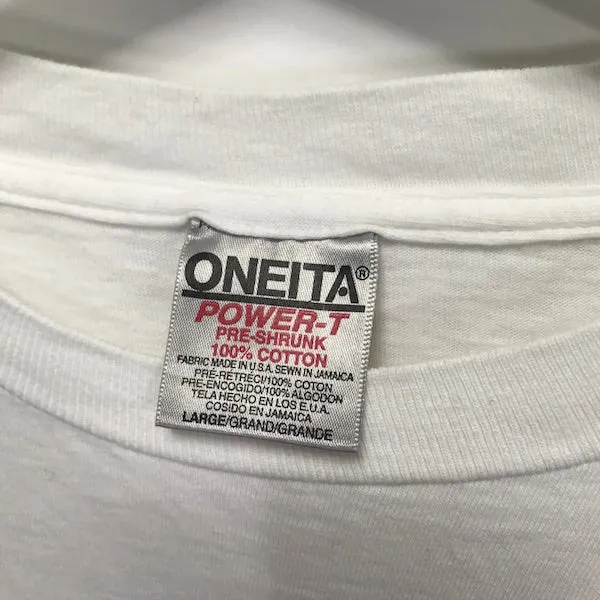 ONEITA®
POWER-T
PRE-SHRUNK
100% COTTON
FABRIC MADE IN U.S.A. SEWN IN JAMAICA
PRE-RETRECI/100% COTON
PRE-ENCOGIDO/100% ALGODON
TELA HECHO EN LOS E.U.A.
COSIDO EN JAMAICA
LARGE/GRAND/GRANDE